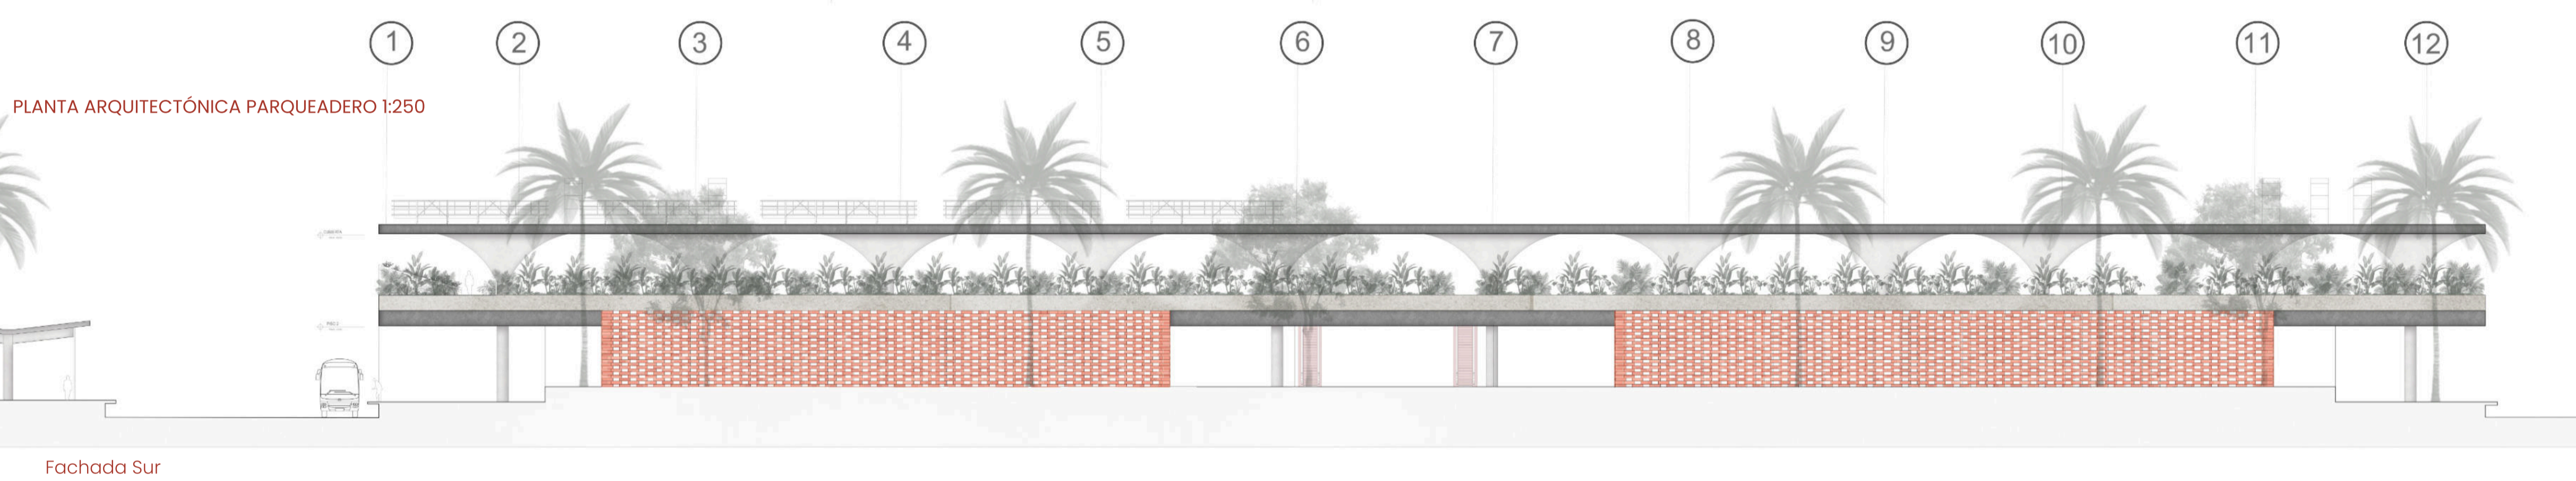 1 2 3 4 5 6 7 8 9 10 11 12
PLANTA ARQUITECTÓNICA PARQUEADERO 1:250
Fachada Sur